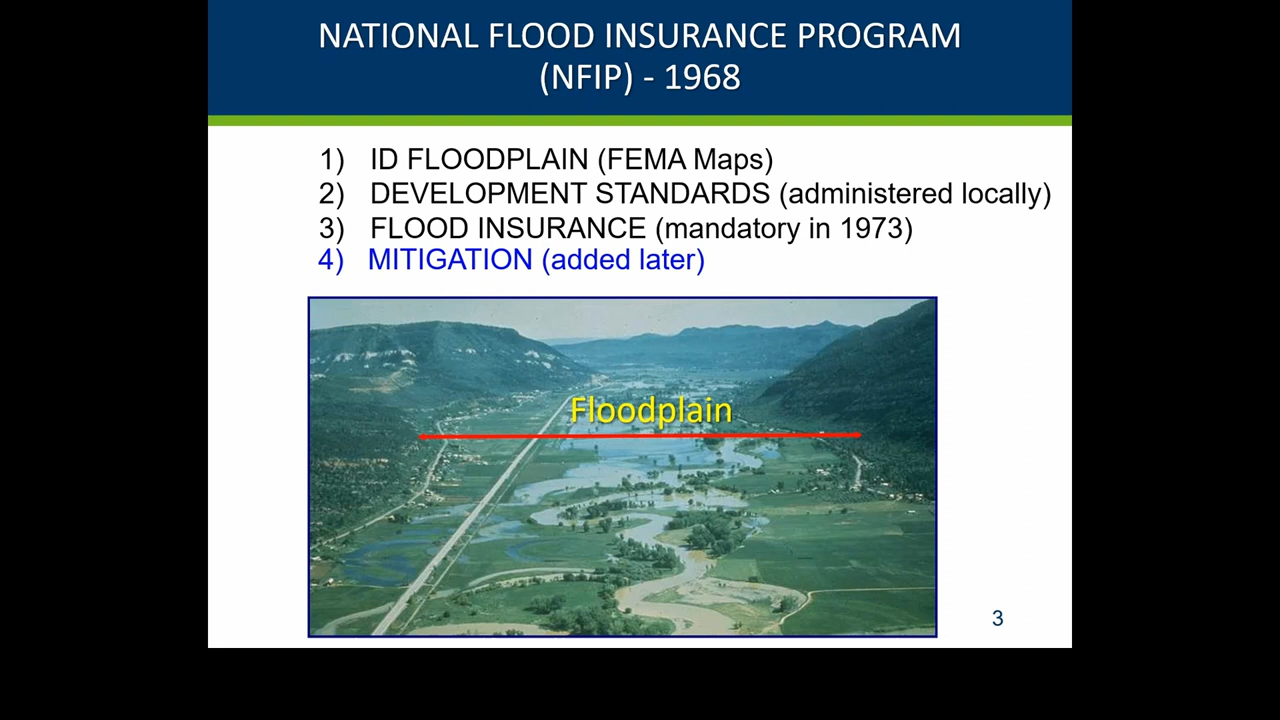 NATIONAL FLOOD INSURANCE PROGRAM
(NFIP) - 1968
1) ID FLOODPLAIN (FEMA Maps)
2) DEVELOPMENT STANDARDS (administered locally)
3) FLOOD INSURANCE (mandatory in 1973)
4) MITIGATION (added later)
Floodplain
3